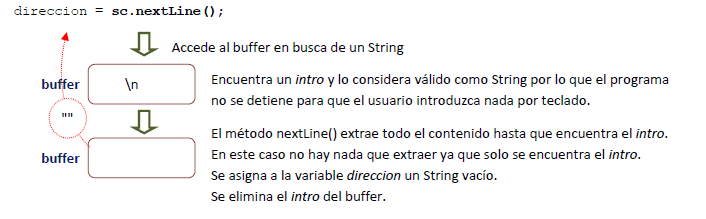 direccion = sc.nextLine();
Accede al buffer en busca de un String
buffer
\n
Encuentra un intro y lo considera válido como String por lo que el programa
no se detiene para que el usuario introduzca nada por teclado.
""
buffer
El método nextLine() extrae todo el contenido hasta que encuentra el intro.
En este caso no hay nada que extraer ya que solo se encuentra el intro.
Se asigna a la variable direccion un String vacío.
Se elimina el intro del buffer.